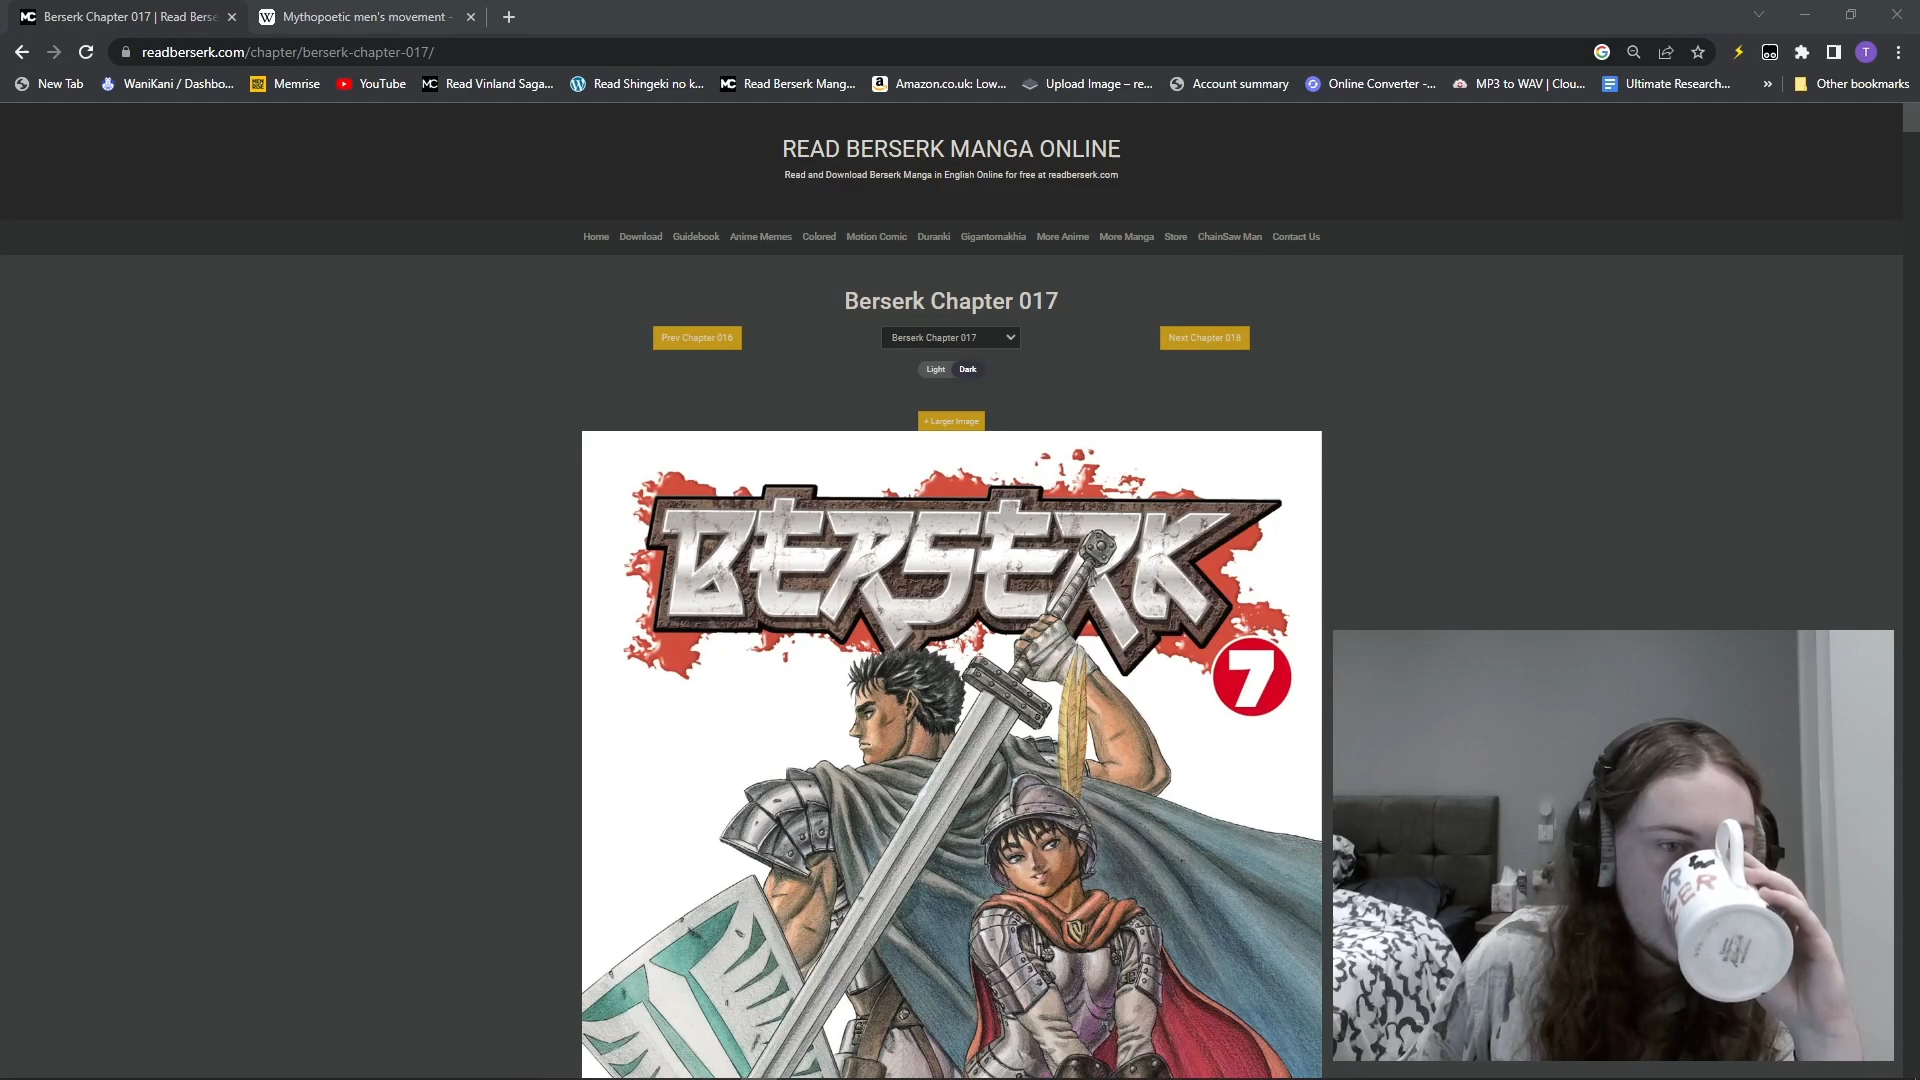 Berserk Chapter 017 | Read Berse
Mythopoetic men's movement -
readberserk.com/chapter/berserk-chapter-017/
T
New Tab
WaniKani / Dashbo...
Memrise
YouTube
Read Vinland Saga...
Read Shingeki no k...
Read Berserk Mang...
Amazon.co.uk: Low...
Upload Image – re...
Account summary
Online Converter -...
MP3 to WAV | Clou...
Ultimate Research...
»
Other bookmarks
READ BERSERK MANGA ONLINE
Read and Download Berserk Manga in English Online for free at readberserk.com
Home Download Guidebook Anime Memes Colored Motion Comic Duranki Gigantomakhia More Anime More Manga Store ChainSaw Man Contact Us
Berserk Chapter 017
Prev Chapter 016
Berserk Chapter 017
Next Chapter 018
Light Dark
+ Larger Image
BERSERK
7